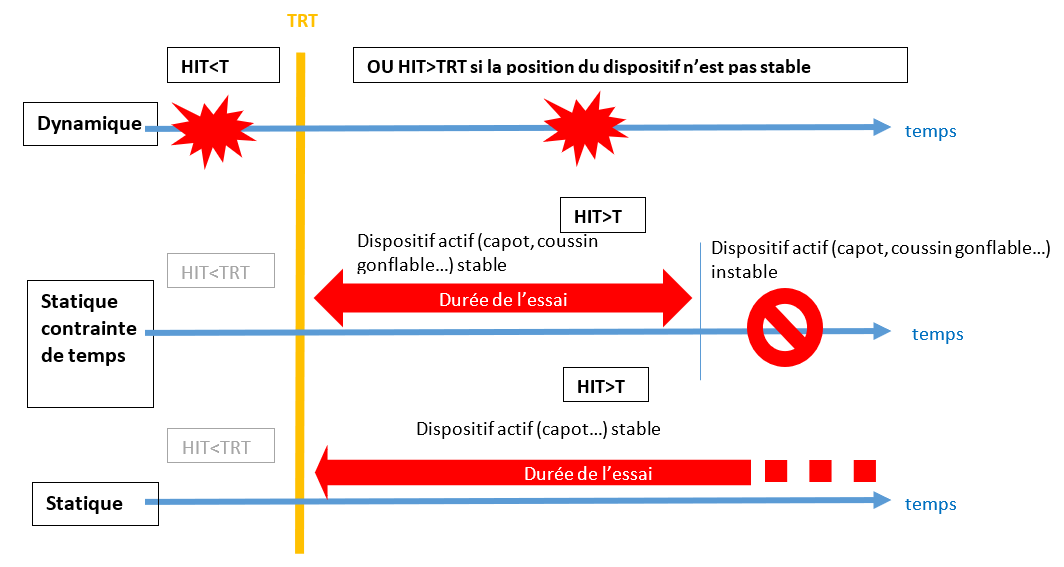 TRT
HIT<T
OU HIT>TRT si la position du dispositif n’est pas stable
Dynamique
temps
HIT>T
Dispositif actif (capot, coussin
gonflable…) stable
Dispositif actif (capot, coussin gonflable…)
instable
HIT<TRT
Durée de l’essai
Statique
contrainte
de temps
temps
HIT>T
Dispositif actif (capot…) stable
HIT<TRT
Durée de l’essai
Statique
temps